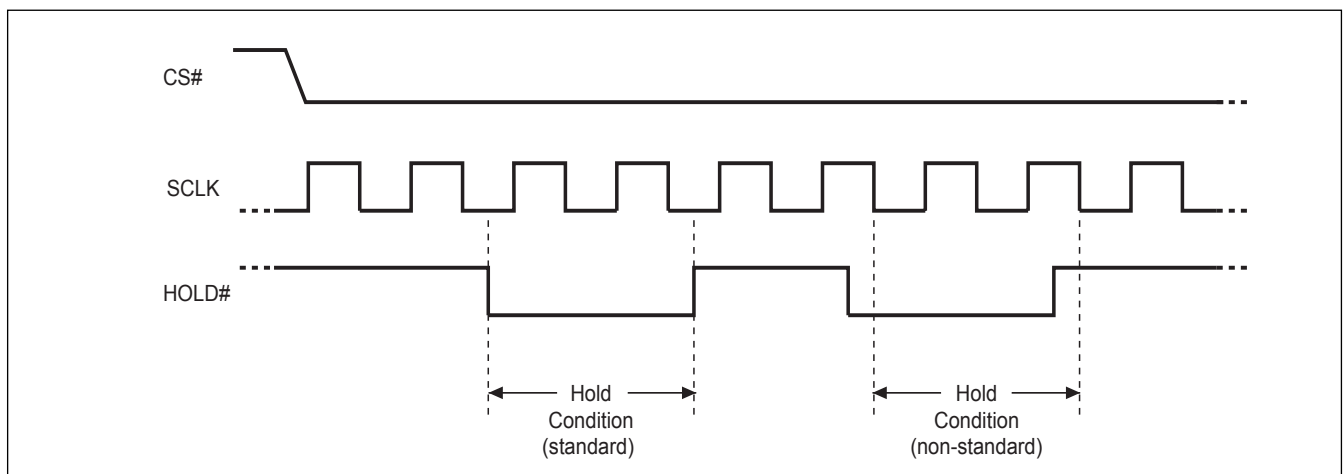 CS#
SCLK
HOLD#
Hold
Condition
(standard)
Hold
Condition
(non-standard)